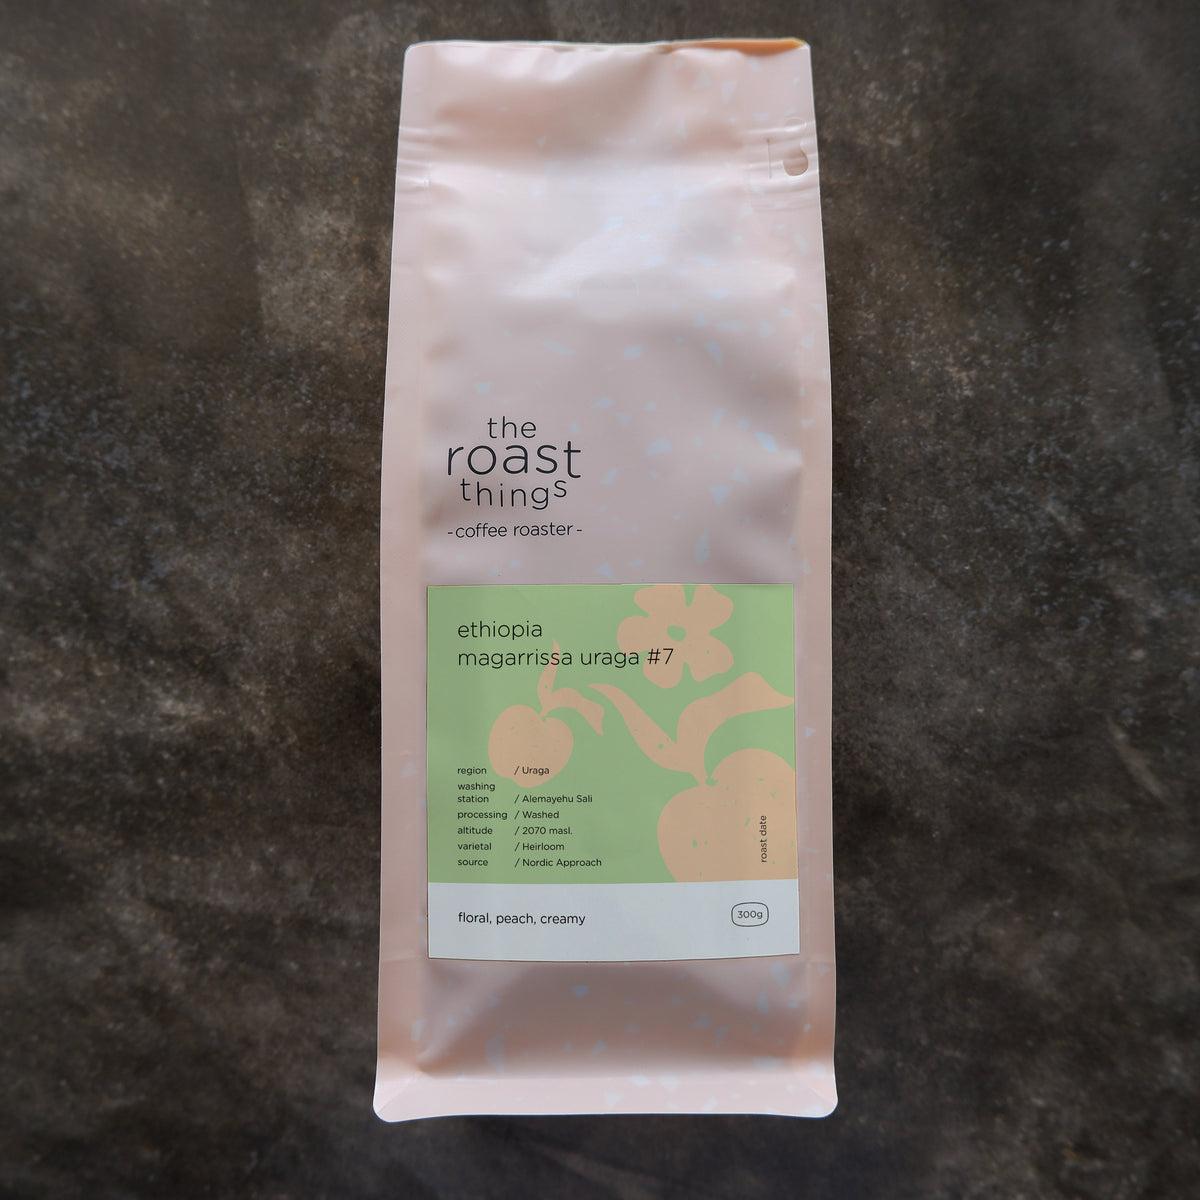 the
roast
things
-coffee roaster-
ethiopia
magarrissa uraga #7
region / Uraga
washing
station / Alemayehu Sali
processing / Washed
altitude / 2070 masl.
varietal / Heirloom
source / Nordic Approach
roast date
floral, peach, creamy
300g